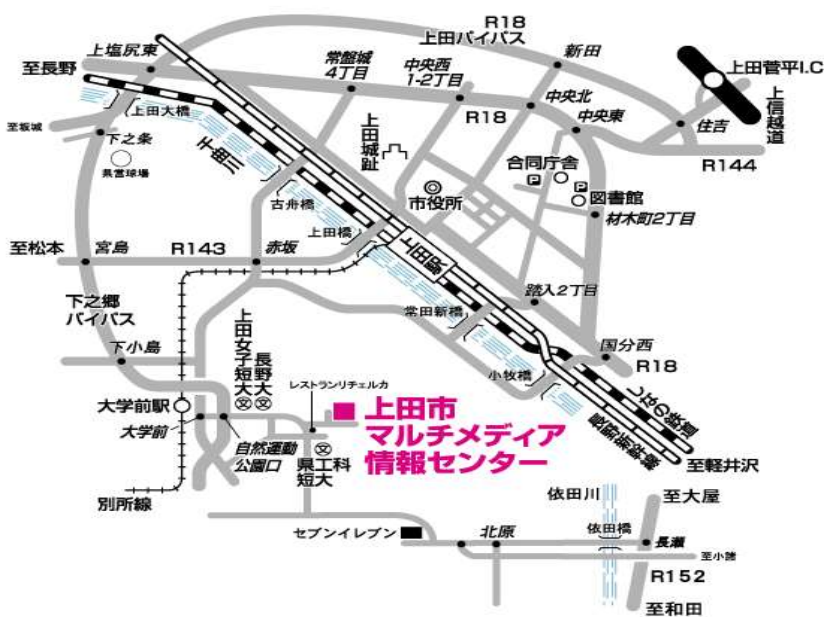 R18
上田バイパス
上塩尻東
至長野
常盤城
4丁目
中央西
1-2丁目
新田
上田菅平I.C
上信越道
住吉
中央北
中央東
R18
R144
上田大橋
至坂城
下之条
県営球場
千曲川
上田城趾
合同庁舎
P
P
図書館
市役所
材木町2丁目
古舟橋
上田橋
上田駅
至松本
宮島
R143
赤坂
踏入2丁目
常田新橋
国分西
R18
下之郷
バイパス
下小島
小牧橋
しなの鉄道
至軽井沢
上田女子短大
長野大
文
文
レストランリチェルカ
大学前駅
大学前
自然運動
公園口
文
県工科
短大
上田市
マルチメディア
情報センター
別所線
依田川
至大屋
セブンイレブン
北原
依田橋
長瀬
至小諸
R152
至和田